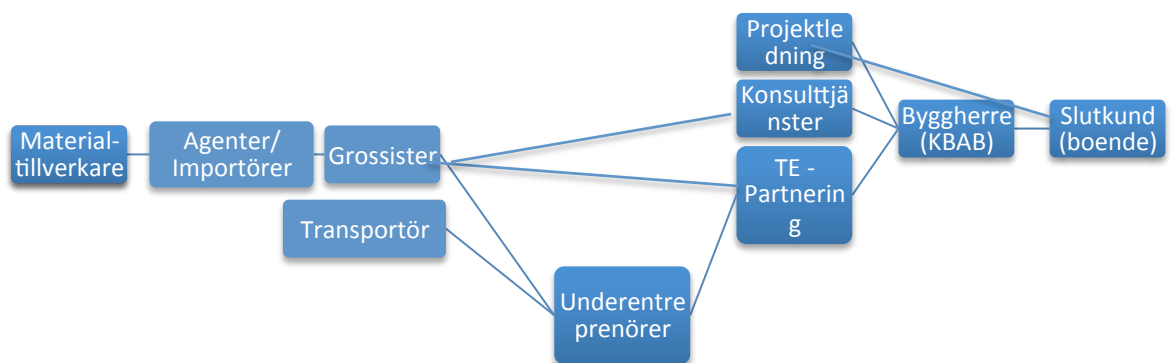 Material-
tillverkare
Agenter/
Importörer
Grossister
Transportör
Underentre
prenörer
Projektle
dning
Konsulttjä
nster
TE -
Partnerin
g
Byggherre
(KBAB)
Slutkund
(boende)